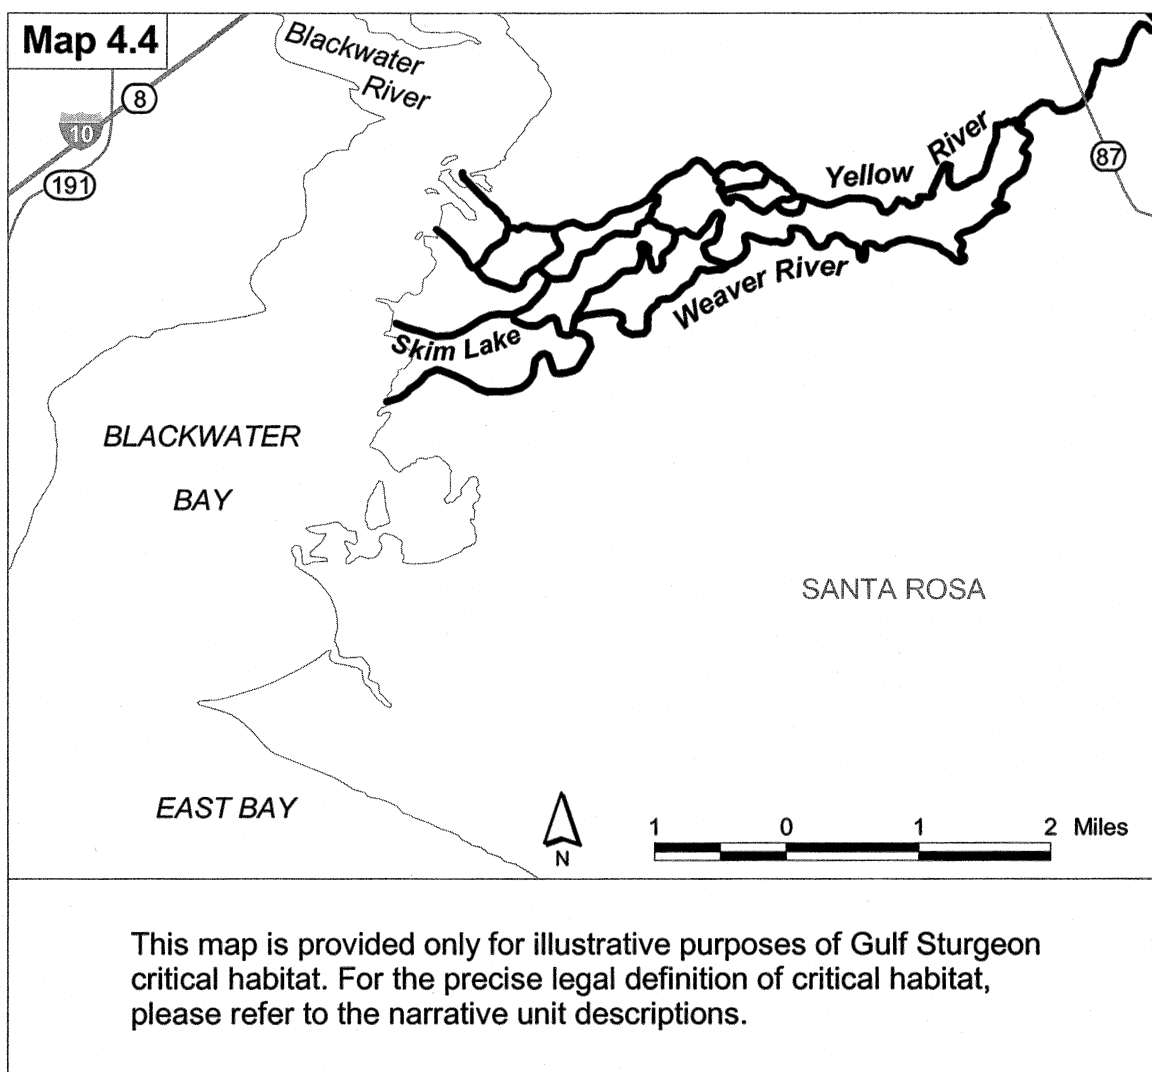 Map 4.4
Blackwater
River
8
10
191
87
Yellow River
Weaver River
Skim Lake
BLACKWATER
BAY
SANTA ROSA
EAST BAY
N
1 0 1 2 Miles
This map is provided only for illustrative purposes of Gulf Sturgeon
critical habitat. For the precise legal definition of critical habitat,
please refer to the narrative unit descriptions.